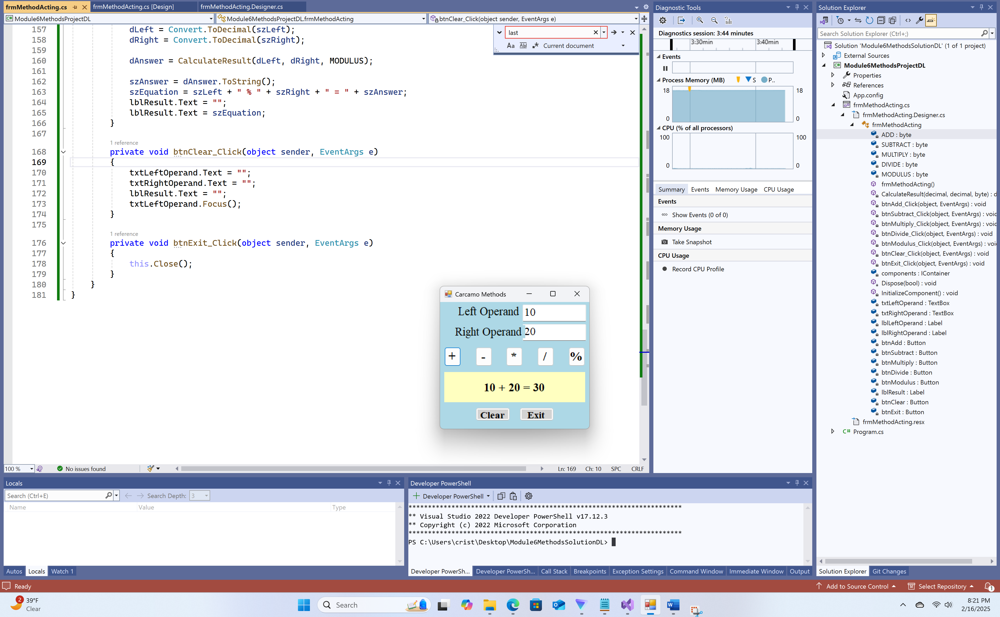 frmMethodActing.cs
frmMethodActing.cs [Design]
frmMethodActing.Designer.cs
C# Module6MethodsProjectDL
Module6MethodsProjectDL.frmMethodActing
btnClear_Click(object sender, EventArgs e)
last
Aa Abl .* Current document
157 dLeft = Convert.ToDecimal(szLeft);
158 dRight = Convert.ToDecimal(szRight);
159
160 dAnswer = CalculateResult(dLeft, dRight, MODULUS);
161
162 szAnswer = dAnswer.ToString();
163 szEquation = szLeft + " % " + szRight + " = " + szAnswer;
164 lblResult.Text = "";
165 lblResult.Text = szEquation;
166 }
167
1 reference
168 private void btnClear_Click(object sender, EventArgs e)
169 {
170 txtLeftOperand.Text = "";
171 txtRightOperand.Text = "";
172 lblResult.Text = "";
173 txtLeftOperand.Focus();
174 }
175
1 reference
176 private void btnExit_Click(object sender, EventArgs e)
177 {
178 this.Close();
179 }
180 }
181 }
Carcamo Methods
Left Operand 10
Right Operand 20
+ - * / %
10 + 20 = 30
Clear Exit
100 %
No issues found
Ln: 169 Ch: 10 SPC CRLF
Diagnostic Tools
Diagnostics session: 3:44 minutes
3:30min 3:40min
Events
Process Memory (MB) S P..
18 18
0 0
CPU (% of all processors)
100 100
0 0
Summary Events Memory Usage CPU Usage
Events
Show Events (0 of 0)
Memory Usage
Take Snapshot
CPU Usage
Record CPU Profile
Solution Explorer
Search Solution Explorer (Ctrl+;)
Solution 'Module6MethodsSolutionDL' (1 of 1 project)
External Sources
C# Module6MethodsProjectDL
Properties
References
App.config
frmMethodActing.cs
frmMethodActing.Designer.cs
frmMethodActing
ADD : byte
SUBTRACT : byte
MULTIPLY : byte
DIVIDE : byte
MODULUS : byte
frmMethodActing()
CalculateResult(decimal, decimal, byte) : d
btnAdd_Click(object, EventArgs) : void
btnSubtract_Click(object, EventArgs) : voic
btnMultiply_Click(object, EventArgs) : voic
btnDivide_Click(object, EventArgs) : void
btnModulus_Click(object, EventArgs) : voi
btnClear_Click(object, EventArgs) : void
btnExit_Click(object, EventArgs) : void
components : IContainer
Dispose(bool) : void
InitializeComponent() : void
txtLeftOperand : TextBox
txtRightOperand : TextBox
lblLeftOperand : Label
lblRightOperand : Label
btnAdd : Button
btnSubtract : Button
btnMultiply : Button
btnDivide : Button
btnModulus : Button
lblResult : Label
btnClear : Button
btnExit : Button
frmMethodActing.resx
C# Program.cs
Solution Explorer Git Changes
Locals
Search (Ctrl+E) Search Depth: 3
Name Value Type
Autos Locals Watch 1
Developer PowerShell
Developer PowerShell
**********************************************************************
** Visual Studio 2022 Developer PowerShell v17.12.3
** Copyright (c) 2022 Microsoft Corporation
**********************************************************************
PS C:\Users\crist\Desktop\Module6MethodsSolutionDL>
Developer PowerSh... Developer PowerSh... Call Stack Breakpoints Exception Settings Command Window Immediate Window Output
Ready
Add to Source Control Select Repository 1
2 39°F
Clear
Search
8:21 PM
2/16/2025